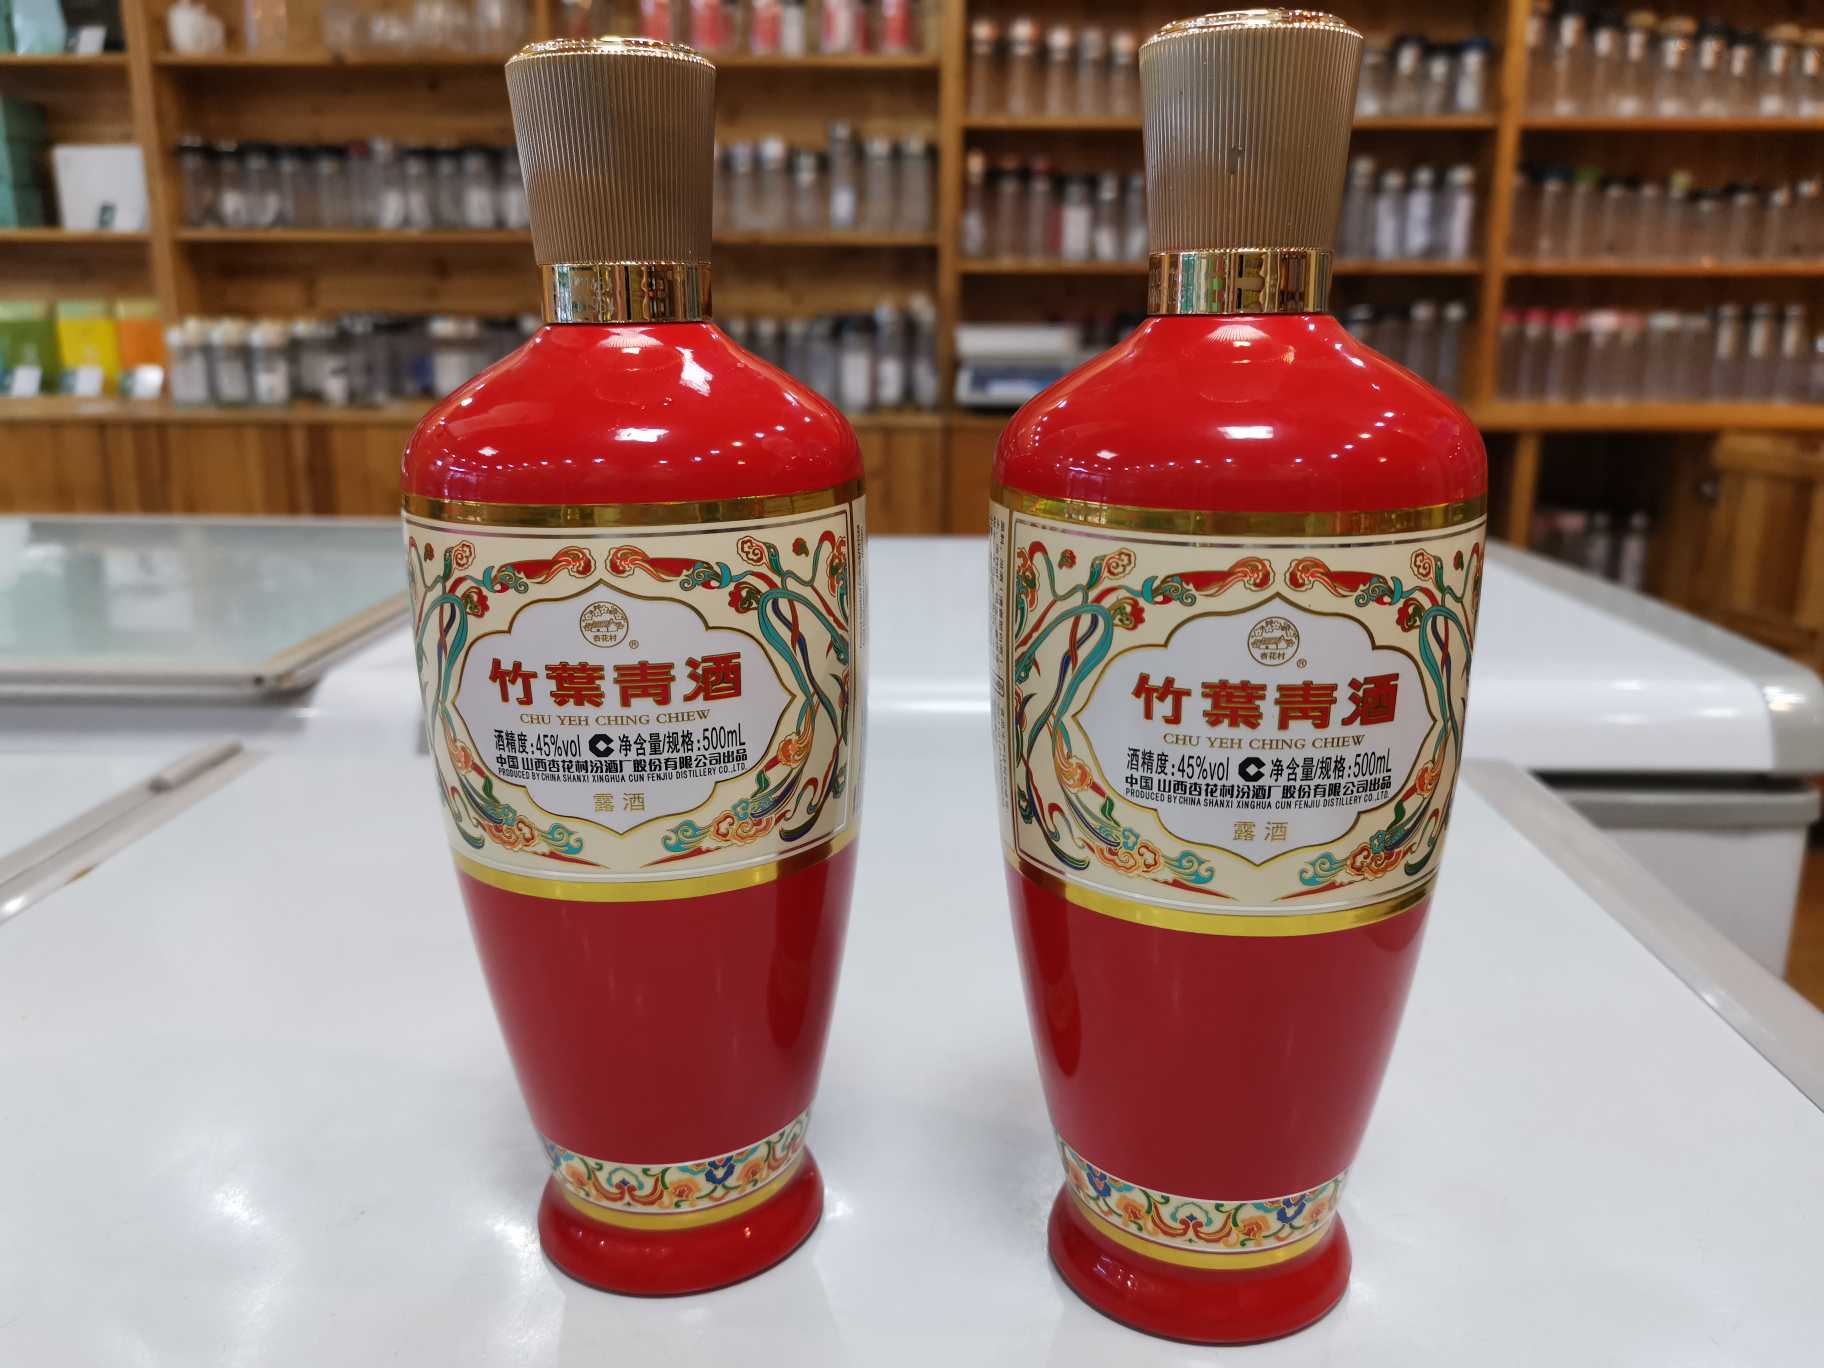 杏花村
®
竹葉青酒
CHU YEH CHING CHIEW
酒精度:45%vol 净含量/规格:500mL
中国 山西杏花村汾酒厂股份有限公司出品
PRODUCED BY CHINA SHANXI XINGHUA CUN FENJIU DISTILLERY CO.,LTD.
露酒
杏花村
®
竹葉青酒
CHU YEH CHING CHIEW
酒精度:45%vol 净含量/规格:500mL
中国 山西杏花村汾酒厂股份有限公司出品
PRODUCED BY CHINA SHANXI XINGHUA CUN FENJIU DISTILLERY CO.,LTD.
露酒